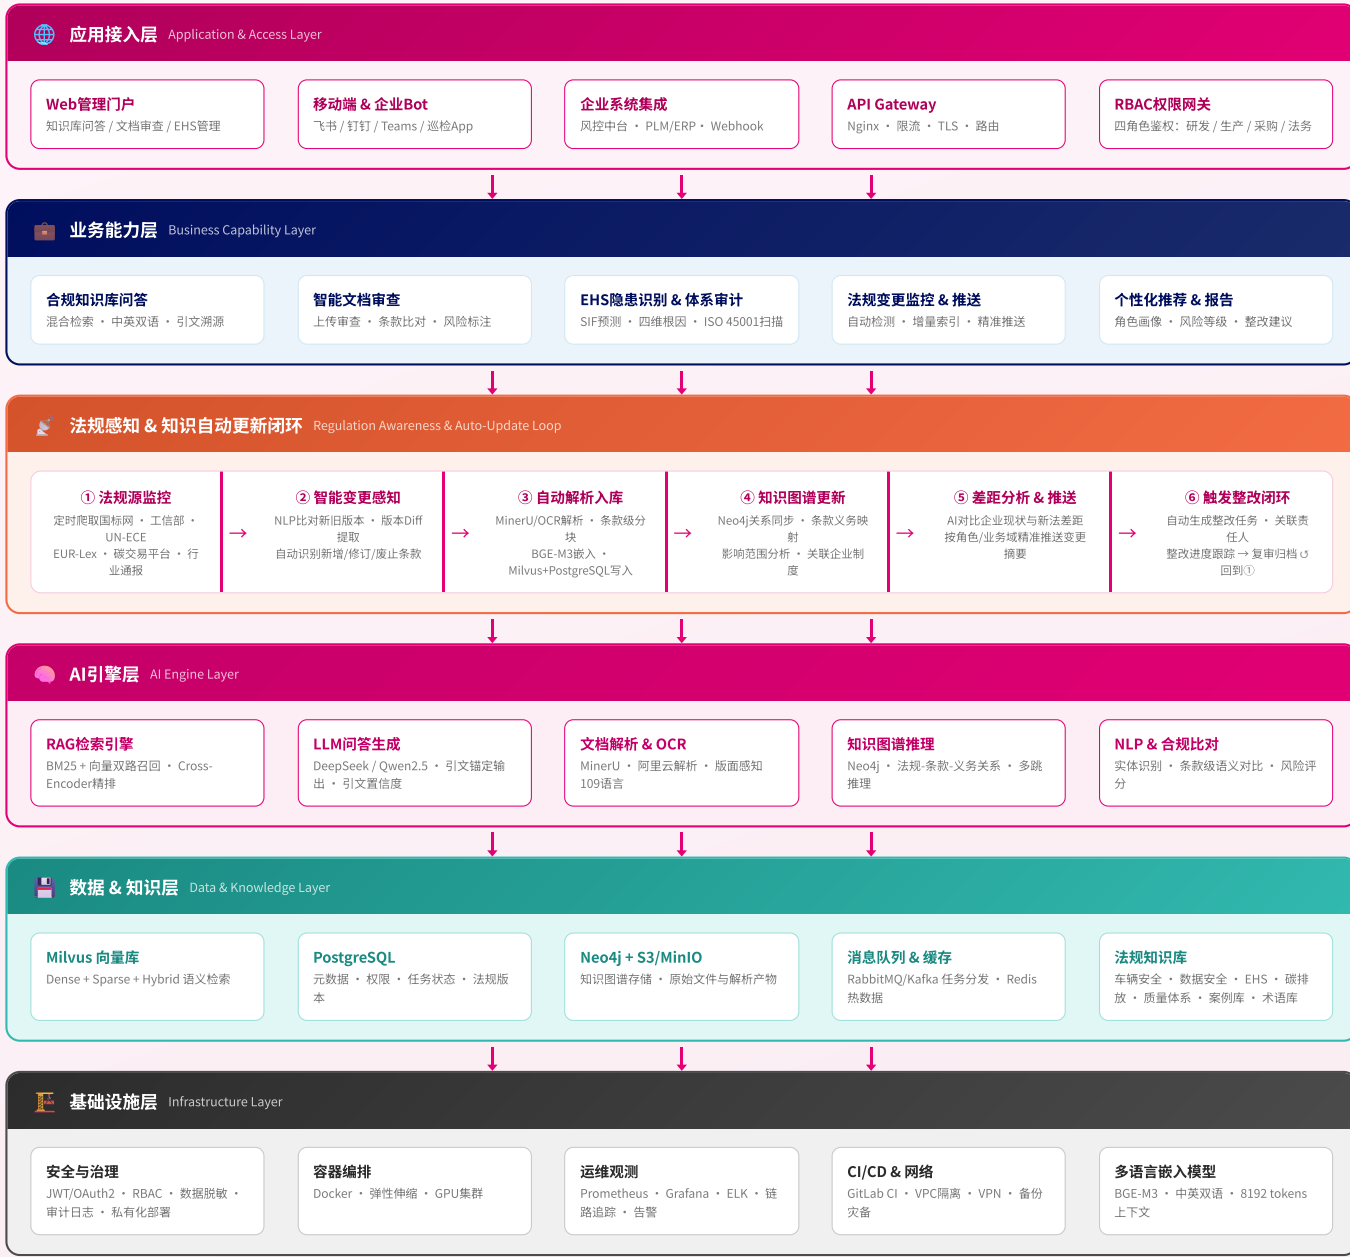 应用接入层 Application & Access Layer
Web管理门户
知识库问答 / 文档审查 / EHS管理
移动端 & 企业Bot
飞书 / 钉钉 / Teams / 巡检App
企业系统集成
风控中台 · PLM/ERP · Webhook
API Gateway
Nginx · 限流 · TLS · 路由
RBAC权限网关
四角色鉴权：研发 / 生产 / 采购 / 法务
业务能力层 Business Capability Layer
合规知识库问答
混合检索 · 中英双语 · 引文溯源
智能文档审查
上传审查 · 条款比对 · 风险标注
EHS隐患识别 & 体系审计
SIF预测 · 四维根因 · ISO 45001扫描
法规变更监控 & 推送
自动检测 · 增量索引 · 精准推送
个性化推荐 & 报告
角色画像 · 风险等级 · 整改建议
法规感知 & 知识自动更新闭环 Regulation Awareness & Auto-Update Loop
① 法规源监控
定时爬取国标网 · 工信部 ·
UN-ECE
EUR-Lex · 碳交易平台 · 行
业通报
→
② 智能变更感知
NLP比对新旧版本 · 版本Diff
提取
自动识别新增/修订/废止条款
→
③ 自动解析入库
MinerU/OCR解析 · 条款级分
块
BGE-M3嵌入 ·
Milvus+PostgreSQL写入
→
④ 知识图谱更新
Neo4j关系同步 · 条款义务映
射
影响范围分析 · 关联企业制
度
→
⑤ 差距分析 & 推送
AI对比企业现状与新法差距
按角色/业务域精准推送变更
摘要
→
⑥ 触发整改闭环
自动生成整改任务 · 关联责
任人
整改进度跟踪 → 复审归档 ↺
回到①
AI引擎层 AI Engine Layer
RAG检索引擎
BM25 + 向量双路召回 · Cross-
Encoder精排
LLM问答生成
DeepSeek / Qwen2.5 · 引文锚定输
出 · 引文置信度
文档解析 & OCR
MinerU · 阿里云解析 · 版面感知
109语言
知识图谱推理
Neo4j · 法规-条款-义务关系 · 多跳
推理
NLP & 合规比对
实体识别 · 条款级语义对比 · 风险评
分
数据 & 知识层 Data & Knowledge Layer
Milvus 向量库
Dense + Sparse + Hybrid 语义检索
PostgreSQL
元数据 · 权限 · 任务状态 · 法规版
本
Neo4j + S3/MinIO
知识图谱存储 · 原始文件与解析产物
消息队列 & 缓存
RabbitMQ/Kafka 任务分发 · Redis
热数据
法规知识库
车辆安全 · 数据安全 · EHS · 碳排
放 · 质量体系 · 案例库 · 术语库
基础设施层 Infrastructure Layer
安全与治理
JWT/OAuth2 · RBAC · 数据脱敏 ·
审计日志 · 私有化部署
容器编排
Docker · 弹性伸缩 · GPU集群
运维观测
Prometheus · Grafana · ELK · 链
路追踪 · 告警
CI/CD & 网络
GitLab CI · VPC隔离 · VPN · 备份
灾备
多语言嵌入模型
BGE-M3 · 中英双语 · 8192 tokens
上下文